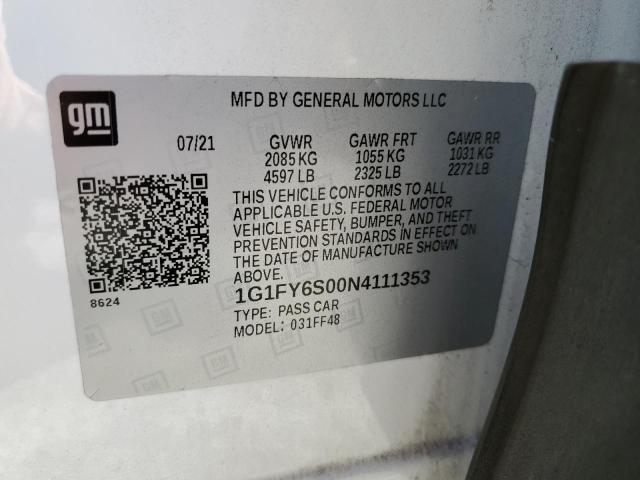 gm
MFD BY GENERAL MOTORS LLC
07/21 GVWR GAWR FRT GAWR RR
2085 KG 1055 KG 1031 KG
4597 LB 2325 LB 2272 LB
THIS VEHICLE CONFORMS TO ALL
APPLICABLE U.S. FEDERAL MOTOR
VEHICLE SAFETY, BUMPER, AND THEFT
PREVENTION STANDARDS IN EFFECT ON
THE DATE OF MANUFACTURE SHOWN
ABOVE.
8624
1G1FY6S00N4111353
TYPE: PASS CAR
MODEL: 031FF48